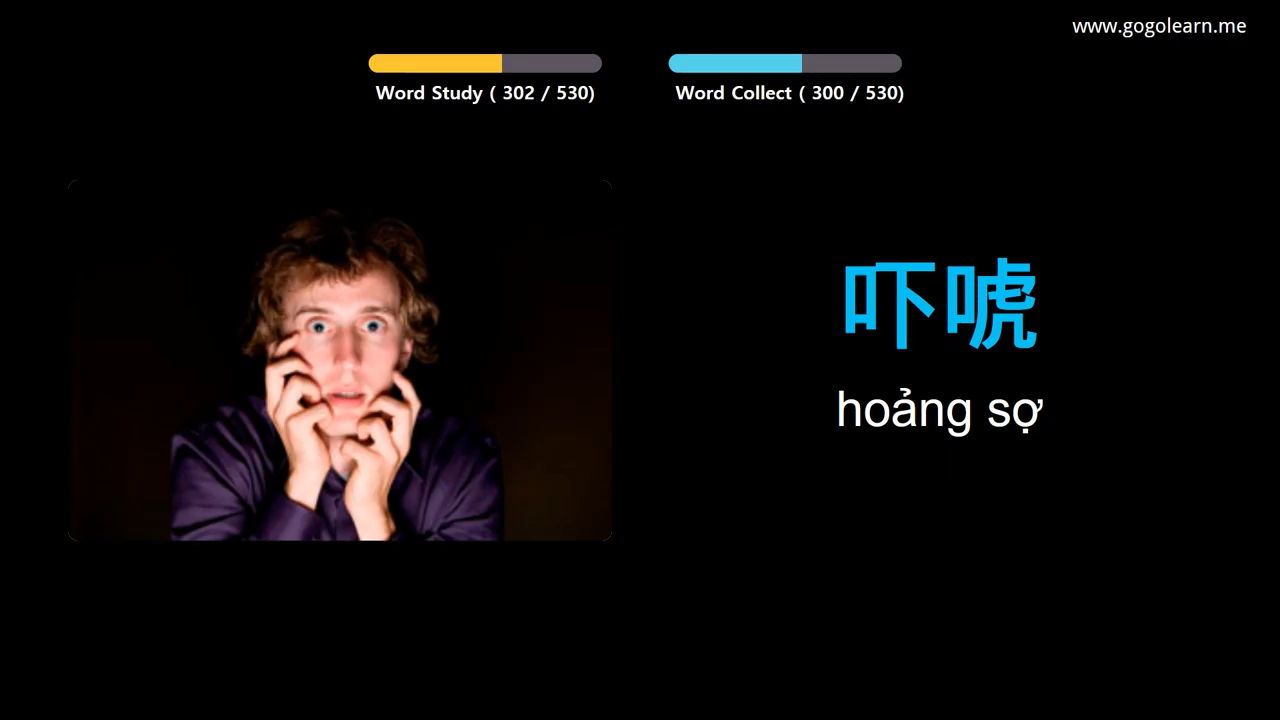 www.gogolearn.me
Word Study ( 302 / 530)
Word Collect ( 300 / 530)
吓唬
hoảng sợ